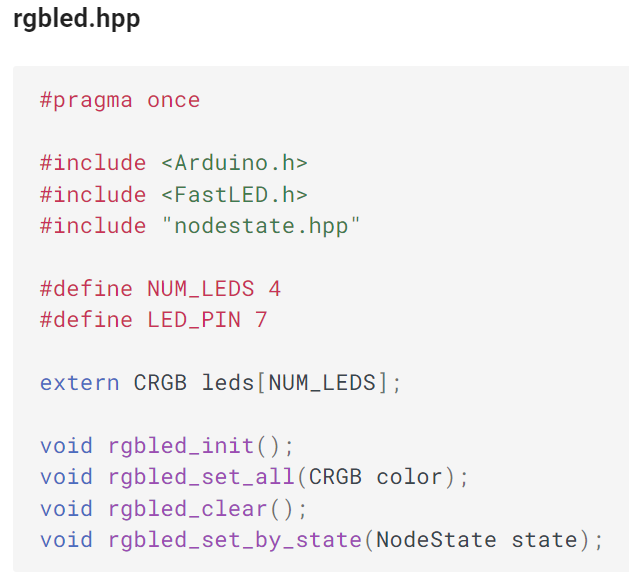 rgbled.hpp
#pragma once
#include <Arduino.h>
#include <FastLED.h>
#include "nodestate.hpp"
#define NUM_LEDS 4
#define LED_PIN 7
extern CRGB leds[NUM_LEDS];
void rgbled_init();
void rgbled_set_all(CRGB color);
void rgbled_clear();
void rgbled_set_by_state(NodeState state);